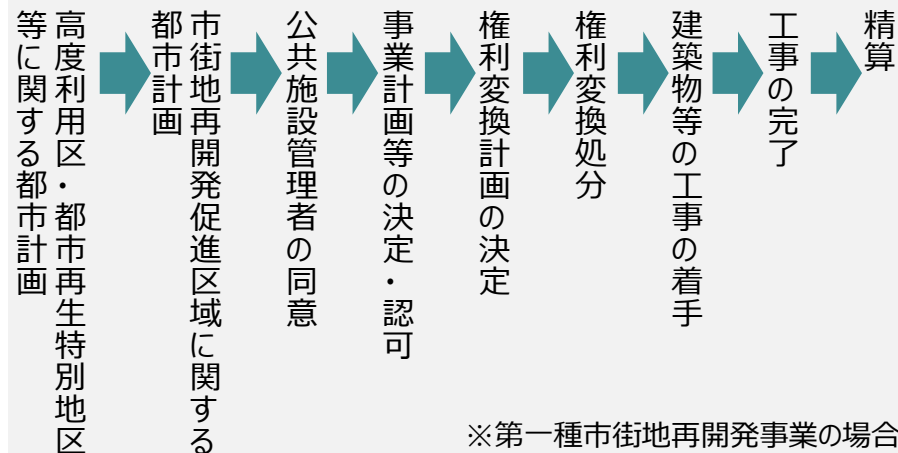 高度利用区・都市再生特別地区
等に関する都市計画
市街地再開発促進区域に関する
都市計画
公共施設管理者の同意
事業計画等の決定・認可
権利変換計画の決定
権利変換処分
建築物等の工事の着手
工事の完了
精算
※第一種市街地再開発事業の場合